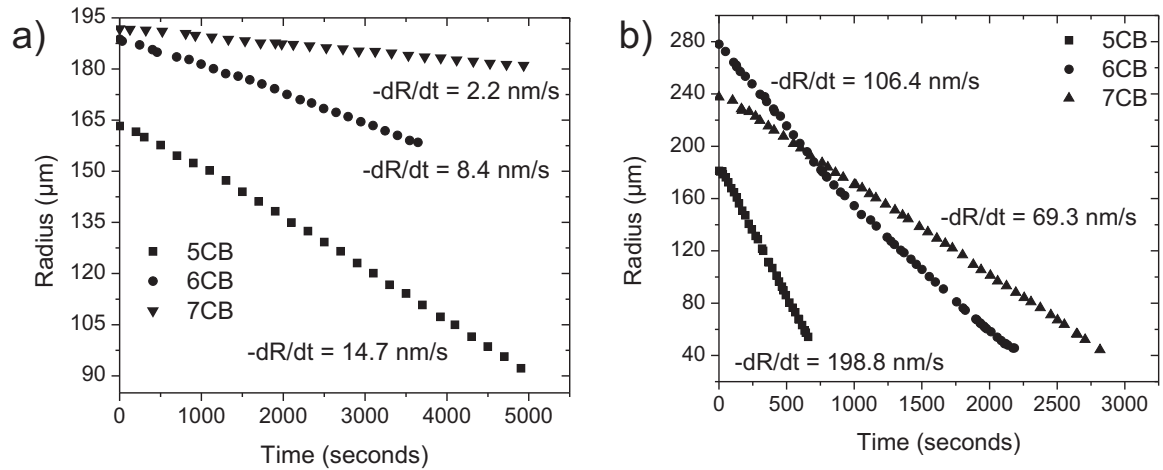 a)
195
180
165
150
135
120
105
90
Radius (µm)
0 1000 2000 3000 4000 5000
Time (seconds)
-dR/dt = 2.2 nm/s
-dR/dt = 8.4 nm/s
-dR/dt = 14.7 nm/s
5CB
6CB
7CB
b)
280
240
200
160
120
80
40
Radius (µm)
0 500 1000 1500 2000 2500 3000
Time (seconds)
5CB
6CB
7CB
-dR/dt = 106.4 nm/s
-dR/dt = 69.3 nm/s
-dR/dt = 198.8 nm/s